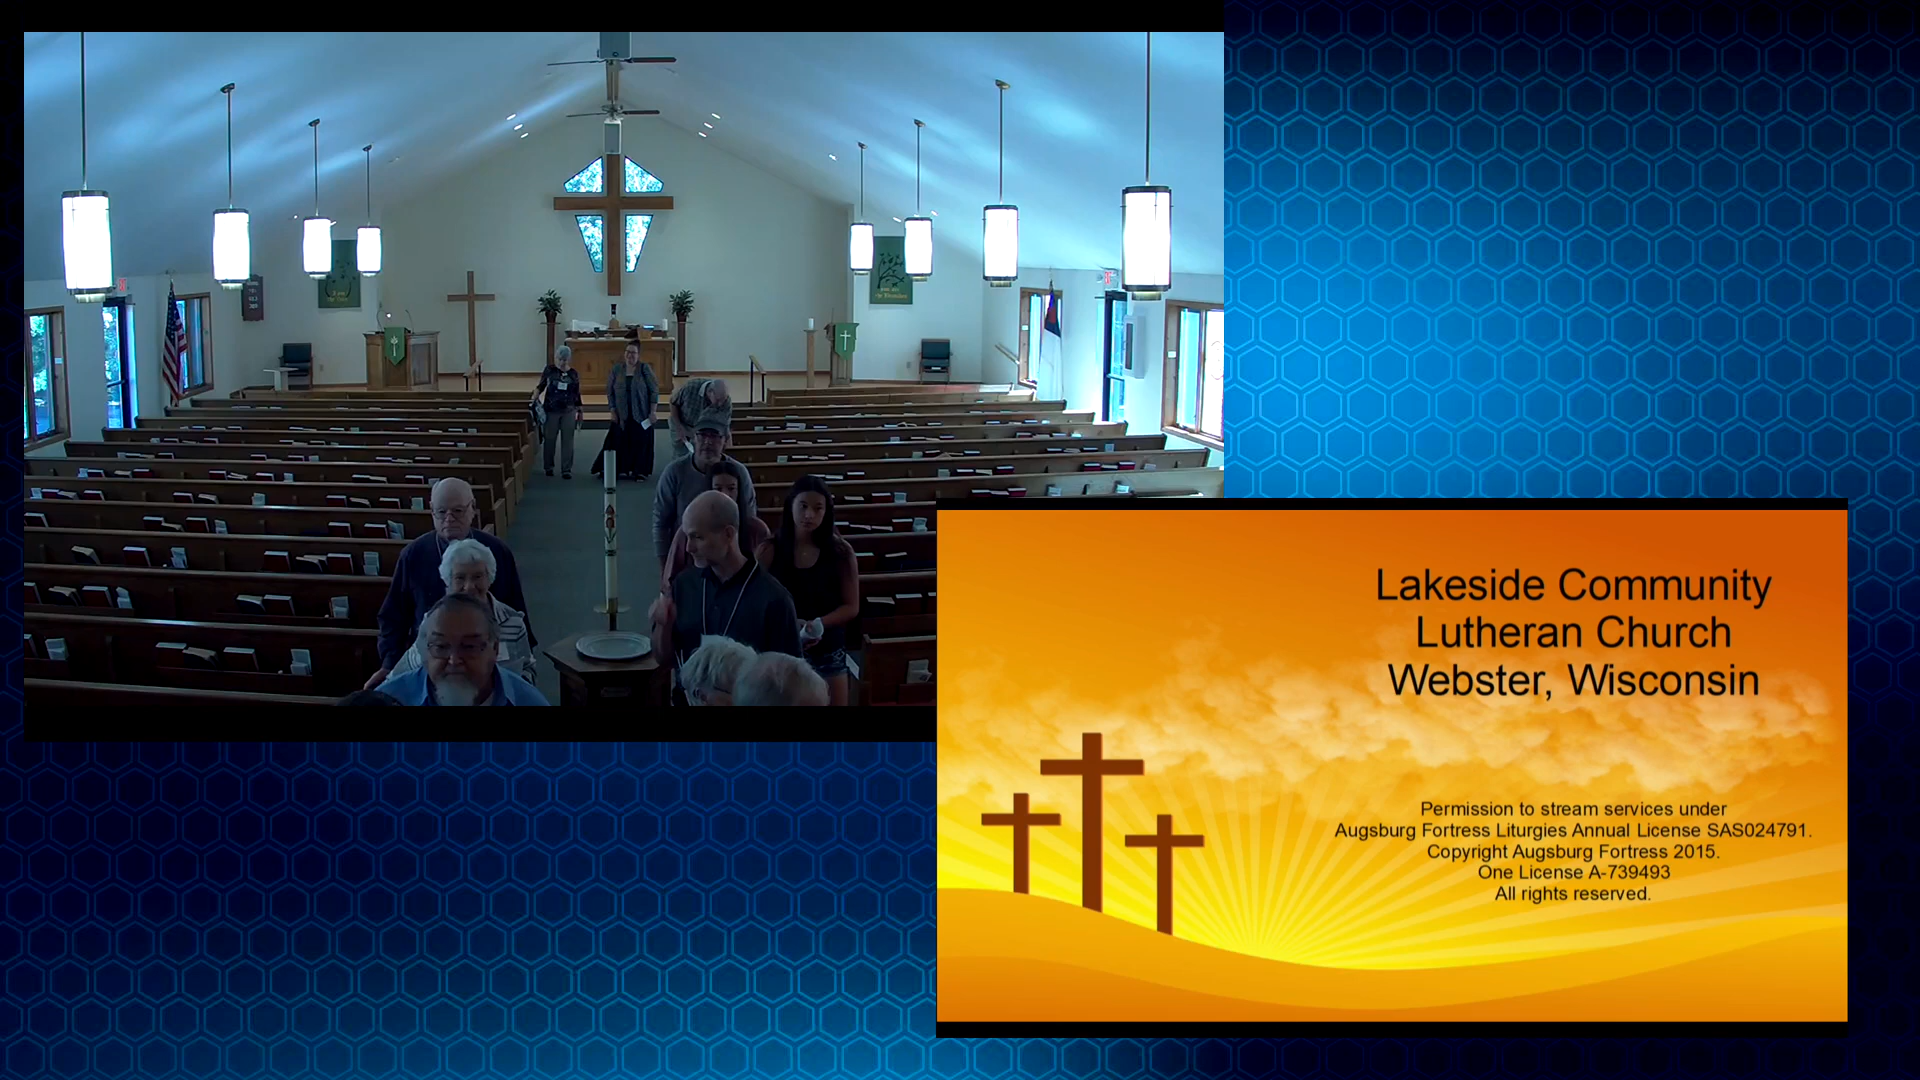 Lakeside Community
Lutheran Church
Webster, Wisconsin
Permission to stream services under
Augsburg Fortress Liturgies Annual License SAS024791.
Copyright Augsburg Fortress 2015.
One License A-739493
All rights reserved.